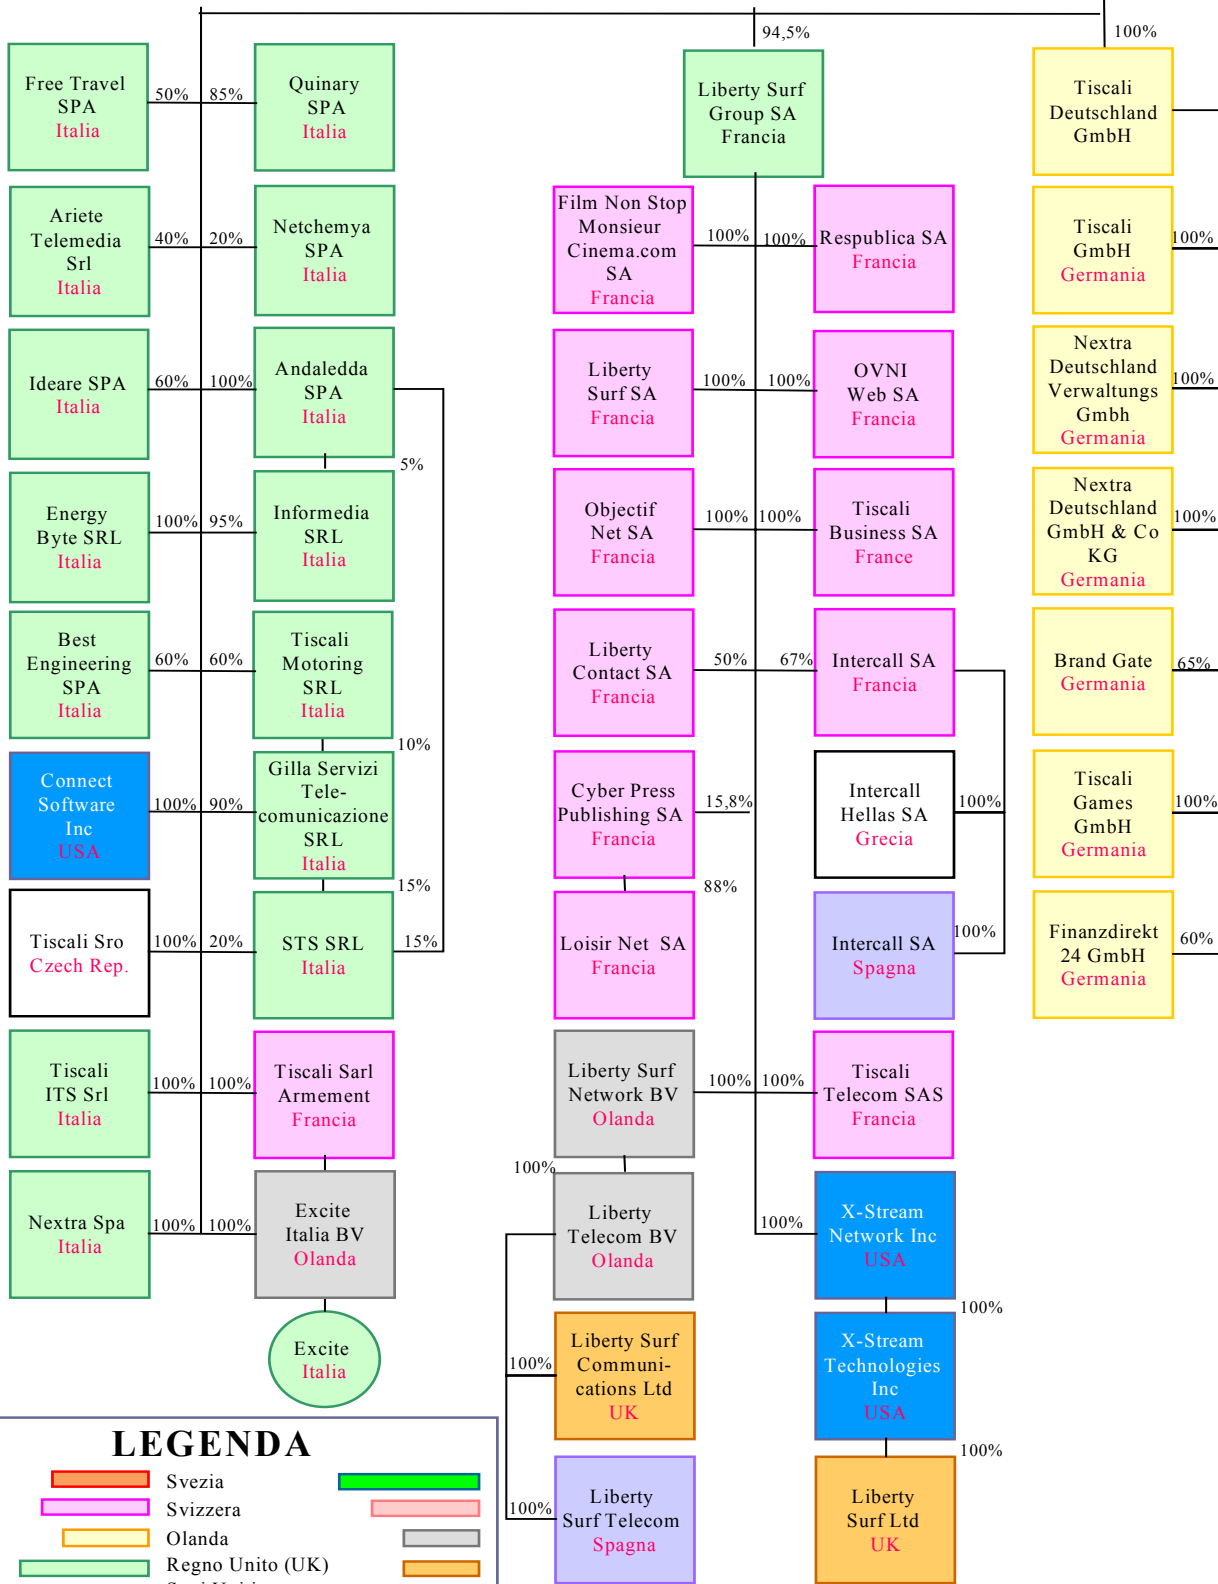 94,5%
100%
Free Travel
SPA
Italia
50%
85%
Quinary
SPA
Italia
Liberty Surf
Group SA
Francia
Tiscali
Deutschland
GmbH
Ariete
Telemedia
Srl
Italia
40%
20%
Netchemya
SPA
Italia
Film Non Stop
Monsieur
Cinema.com
SA
Francia
100%
100%
Respublica SA
Francia
Tiscali
GmbH
Germania
100%
Ideare SPA
Italia
60%
100%
Andaledda
SPA
Italia
5%
Liberty
Surf SA
Francia
100%
100%
OVNI
Web SA
Francia
Nextra
Deutschland
Verwaltungs
Gmbh
Germania
100%
Energy
Byte SRL
Italia
100%
95%
Informedia
SRL
Italia
Objectif
Net SA
Francia
100%
100%
Tiscali
Business SA
France
Nextra
Deutschland
GmbH & Co
KG
Germania
100%
Best
Engineering
SPA
Italia
60%
60%
Tiscali
Motoring
SRL
Italia
10%
Liberty
Contact SA
Francia
50%
67%
Intercall SA
Francia
Brand Gate
Germania
65%
Connect
Software
Inc
USA
100%
90%
Gilla Servizi
Tele-
comunicazione
SRL
Italia
15%
Cyber Press
Publishing SA
Francia
15,8%
88%
Intercall
Hellas SA
Grecia
100%
Tiscali
Games
GmbH
Germania
100%
Tiscali Sro
Czech Rep.
100%
20%
STS SRL
Italia
15%
Loisir Net SA
Francia
Intercall SA
Spagna
100%
Finanzdirekt
24 GmbH
Germania
60%
Tiscali
ITS Srl
Italia
100%
100%
Tiscali Sarl
Armement
Francia
Liberty Surf
Network BV
Olanda
100%
100%
Tiscali
Telecom SAS
Francia
Nextra Spa
Italia
100%
100%
Excite
Italia BV
Olanda
100%
Liberty
Telecom BV
Olanda
100%
X-Stream
Network Inc
USA
100%
Excite
Italia
100%
Liberty Surf
Communi-
cations Ltd
UK
X-Stream
Technologies
Inc
USA
100%
100%
Liberty
Surf Telecom
Spagna
Liberty
Surf Ltd
UK
LEGENDA
Svezia
Svizzera
Olanda
Regno Unito (UK)